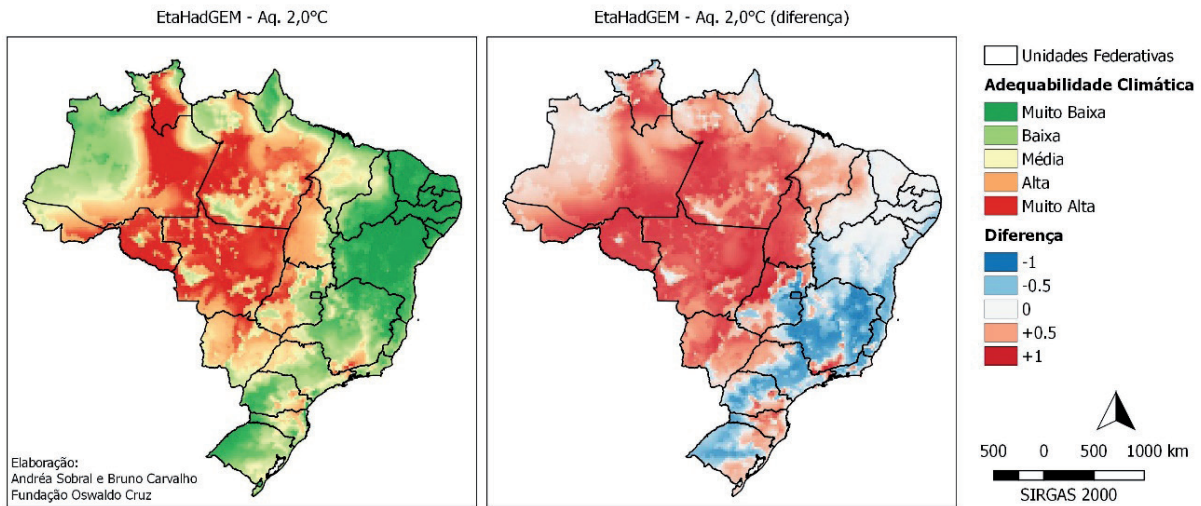 EtaHadGEM - Aq. 2,0°C
EtaHadGEM - Aq. 2,0°C (diferença)
Elaboração:
Andréa Sobral e Bruno Carvalho
Fundação Oswaldo Cruz
Unidades Federativas
Adequabilidade Climática
Muito Baixa
Baixa
Média
Alta
Muito Alta
Diferença
-1
-0.5
0
+0.5
+1
500 0 500 1000 km
SIRGAS 2000